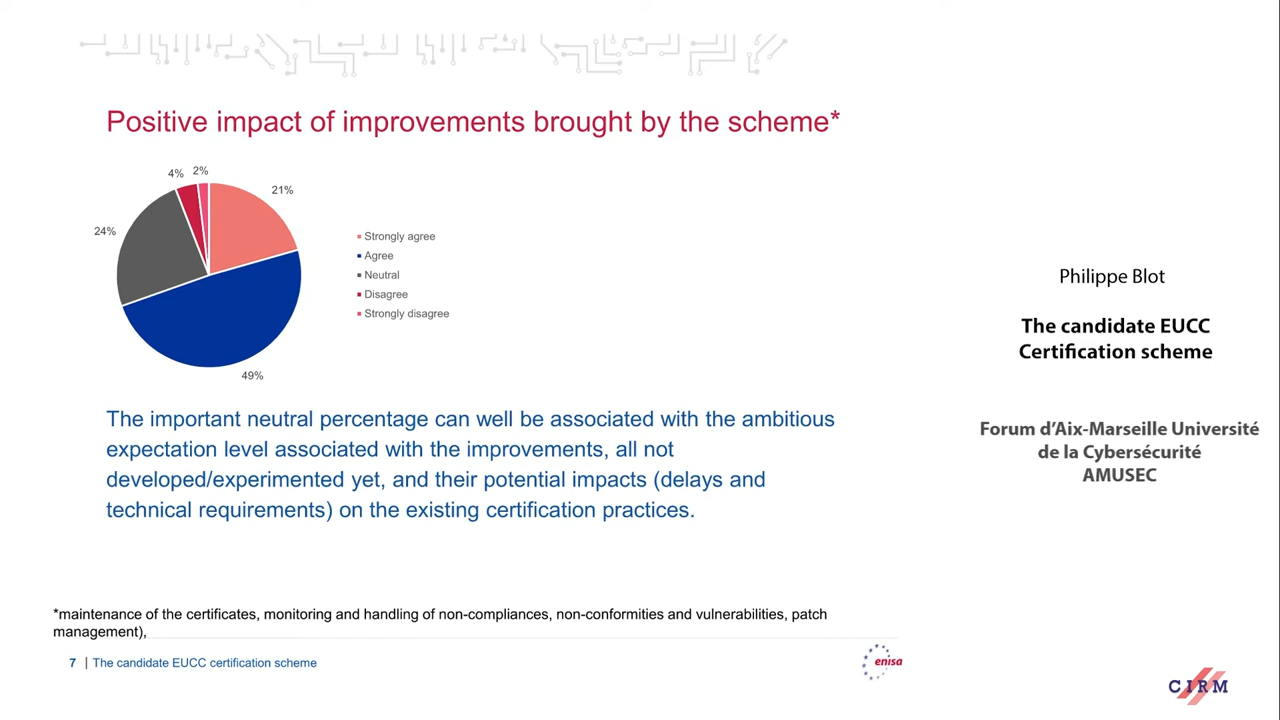 Positive impact of improvements brought by the scheme*
4%
2%
21%
24%
49%
Strongly agree
Agree
Neutral
Disagree
Strongly disagree
The important neutral percentage can well be associated with the ambitious
expectation level associated with the improvements, all not
developed/experimented yet, and their potential impacts (delays and
technical requirements) on the existing certification practices.
*maintenance of the certificates, monitoring and handling of non-compliances, non-conformities and vulnerabilities, patch
management),
7 | The candidate EUCC certification scheme
enisa
Philippe Blot
The candidate EUCC
Certification scheme
Forum d'Aix-Marseille Université
de la Cybersécurité
AMUSEC
CIRM